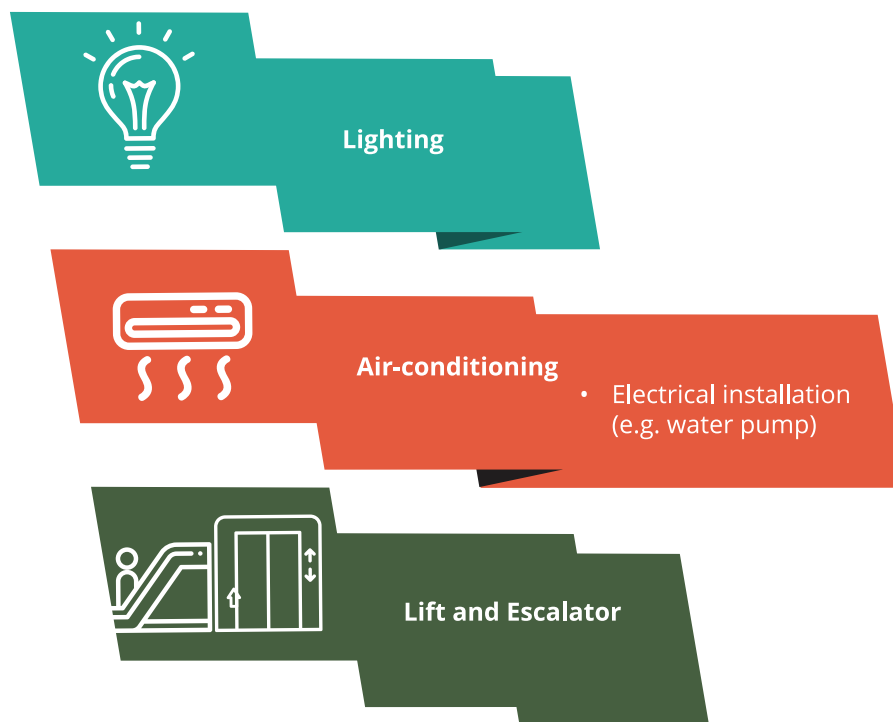 Lighting
Air-conditioning
• Electrical installation
(e.g. water pump)
Lift and Escalator